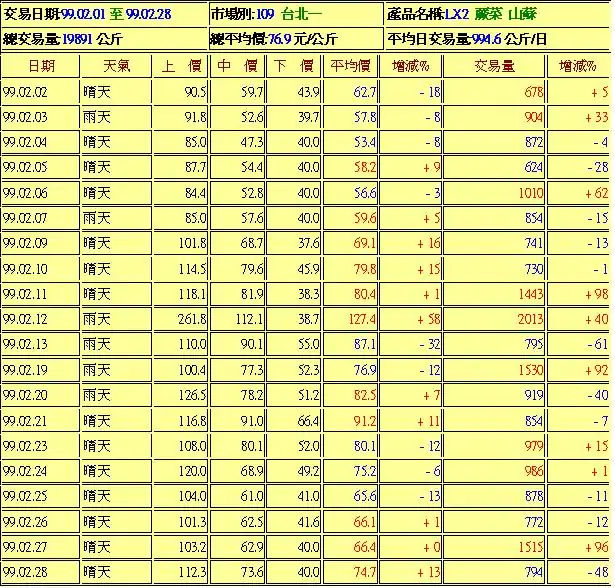 交易日期:99.02.01 至 99.02.28 市場別:109 台北一 產品名稱:LX2 蕨菜 山蘇
總交易量:19891 公斤 總平均價:76.9 元/公斤 平均日交易量:994.6 公斤/日
日期 天氣 上 價 中 價 下 價 平均價 增減% 交易量 增減%
99.02.02 晴天 90.5 59.7 43.9 62.7 - 18 678 + 5
99.02.03 雨天 91.8 52.6 39.7 57.8 - 8 904 + 33
99.02.04 晴天 85.0 47.3 40.0 53.4 - 8 872 - 4
99.02.05 晴天 87.7 54.4 40.0 58.2 + 9 624 - 28
99.02.06 晴天 84.4 52.8 40.0 56.6 - 3 1010 + 62
99.02.07 雨天 85.0 57.6 40.0 59.6 + 5 854 - 15
99.02.09 晴天 101.8 68.7 37.6 69.1 + 16 741 - 13
99.02.10 晴天 114.5 79.6 45.9 79.8 + 15 730 - 1
99.02.11 晴天 118.1 81.9 38.3 80.4 + 1 1443 + 98
99.02.12 雨天 261.8 112.1 38.7 127.4 + 58 2013 + 40
99.02.13 雨天 110.0 90.1 55.0 87.1 - 32 795 - 61
99.02.19 雨天 100.4 77.3 52.3 76.9 - 12 1530 + 92
99.02.20 雨天 126.5 78.2 51.2 82.5 + 7 919 - 40
99.02.21 晴天 116.8 91.0 66.4 91.2 + 11 854 - 7
99.02.23 晴天 108.0 80.1 52.0 80.1 - 12 979 + 15
99.02.24 晴天 120.0 68.9 49.2 75.2 - 6 986 + 1
99.02.25 晴天 104.0 61.0 41.0 65.6 - 13 878 - 11
99.02.26 晴天 101.3 62.5 41.6 66.1 + 1 772 - 12
99.02.27 晴天 103.2 62.9 40.0 66.4 + 0 1515 + 96
99.02.28 晴天 112.3 73.6 40.0 74.7 + 13 794 - 48